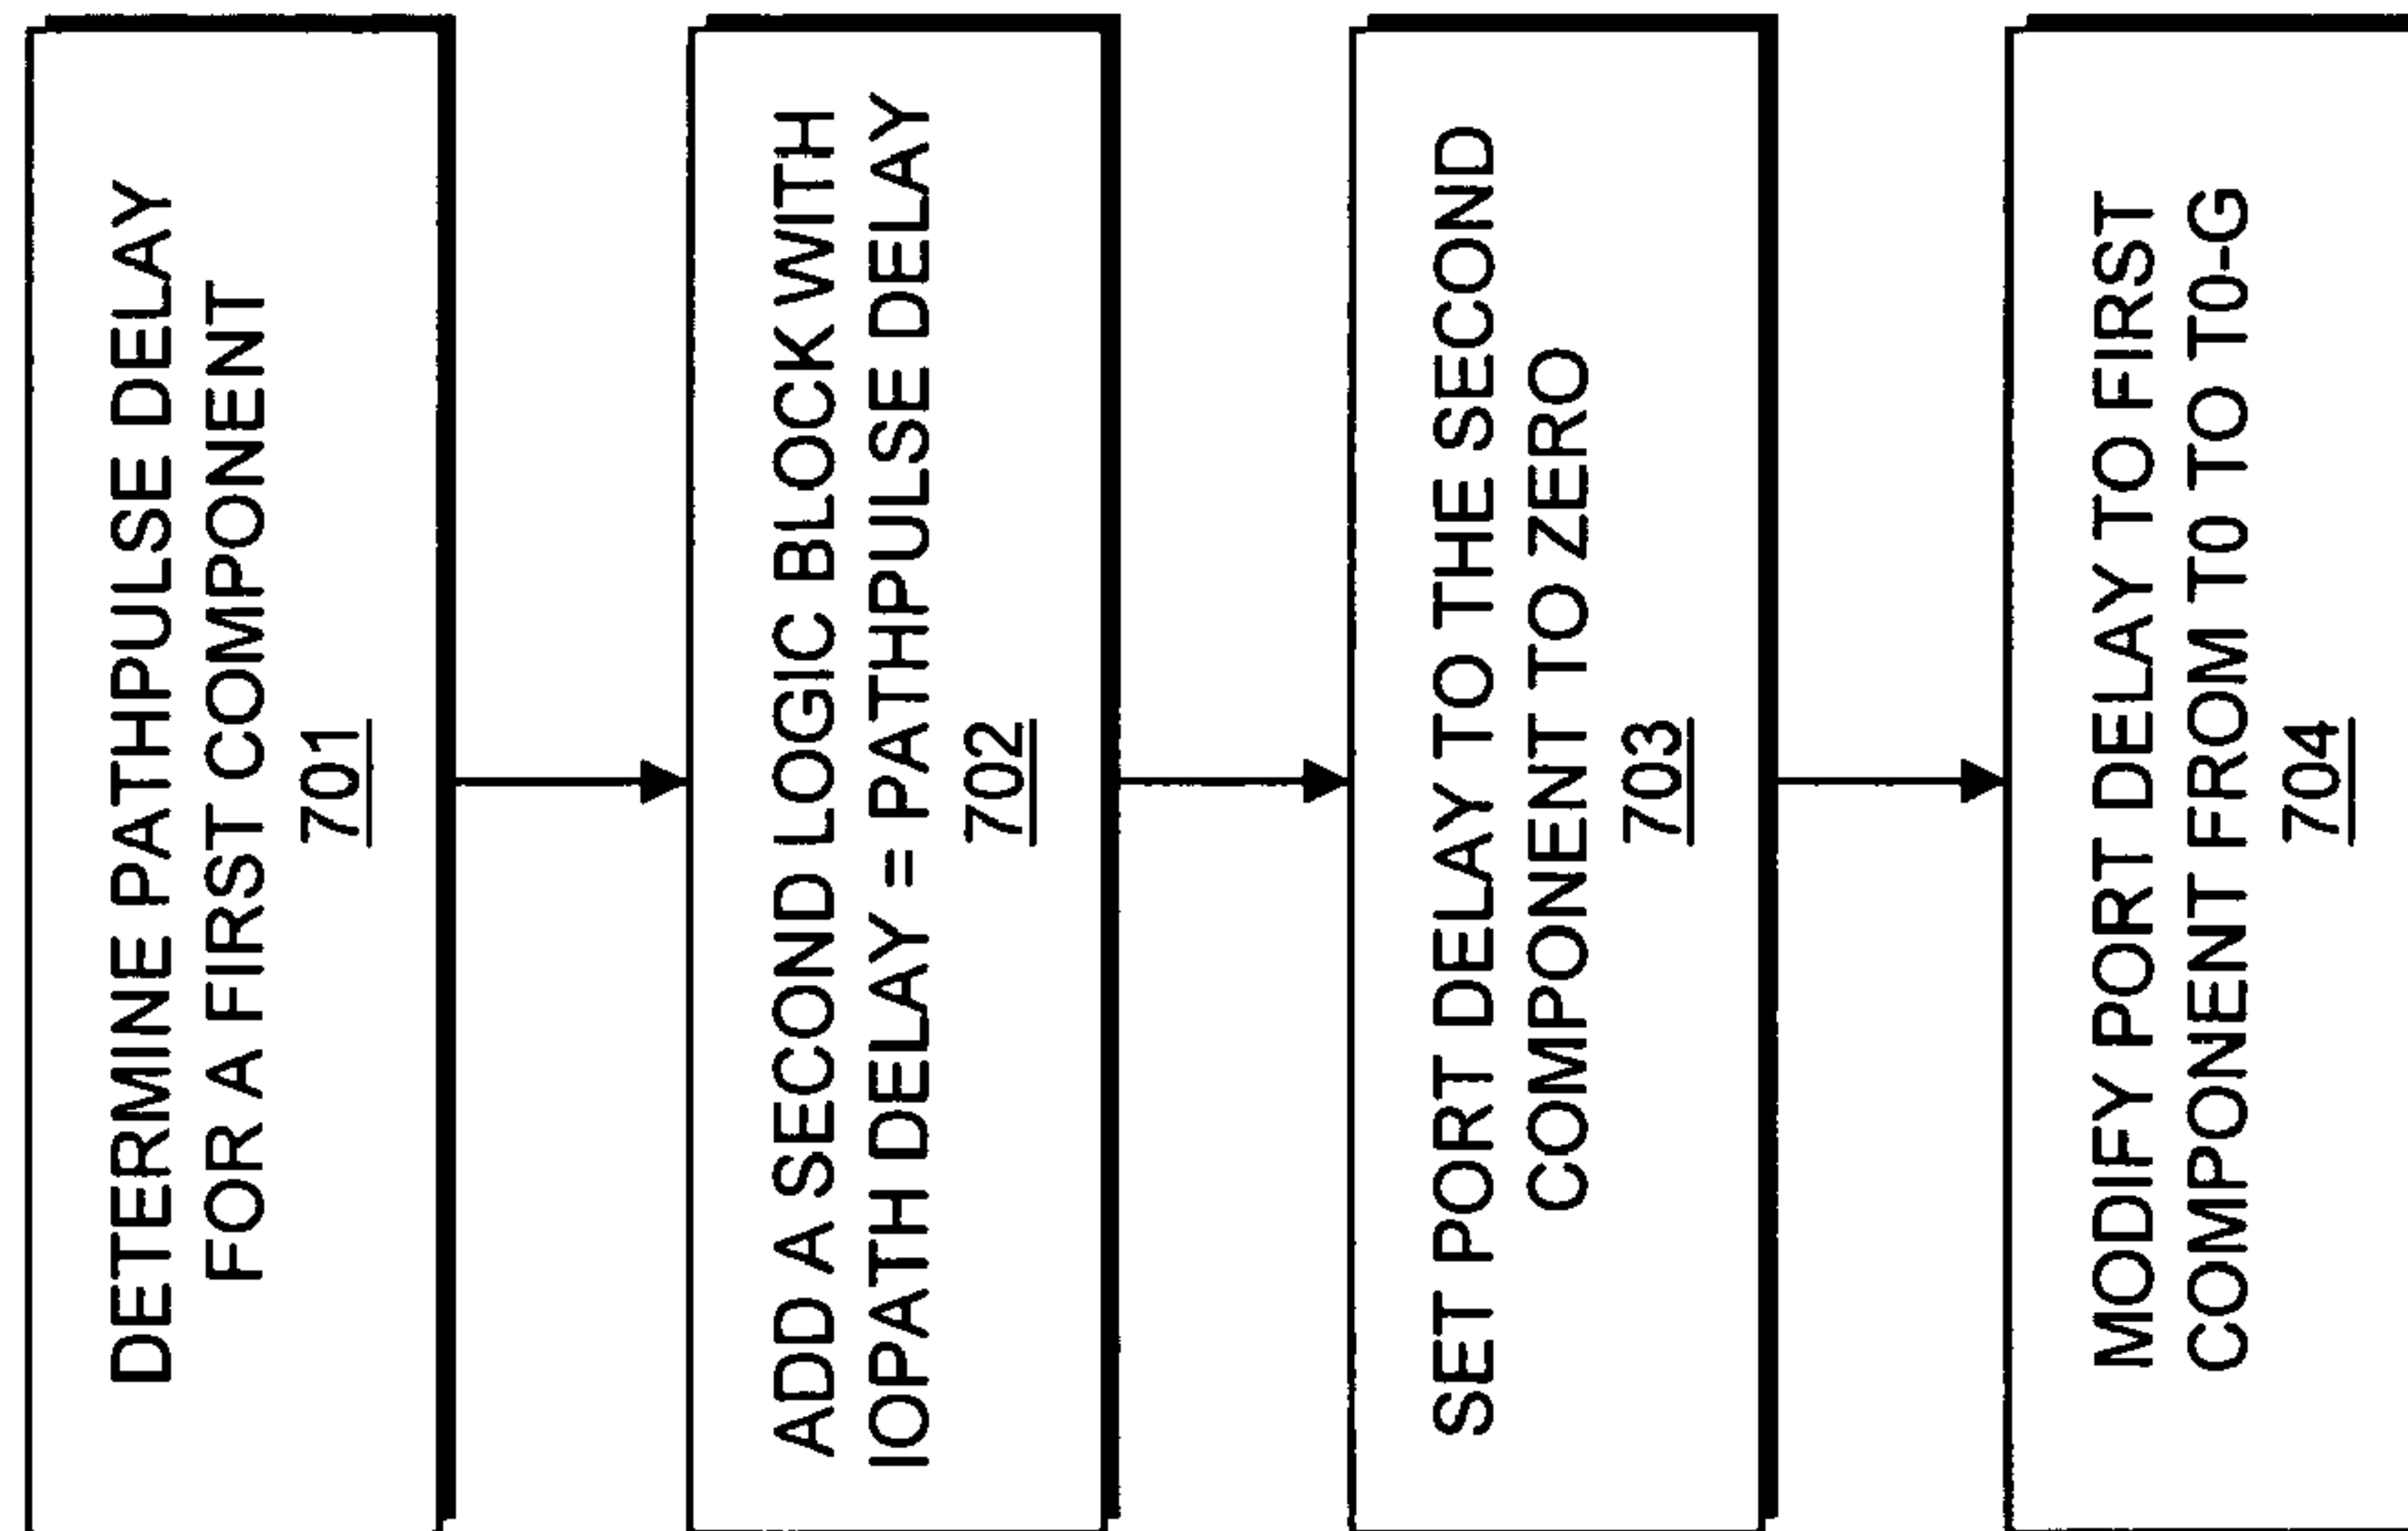 DETERMINE PATHPULSE DELAY
FOR A FIRST COMPONENT
701
ADD A SECOND LOGIC BLOCK WITH
IOPATH DELAY = PATHPULSE DELAY
702
SET PORT DELAY TO THE SECOND
COMPONENT TO ZERO
703
MODIFY PORT DELAY TO FIRST
COMPONENT FROM T0 TO T0-G
704